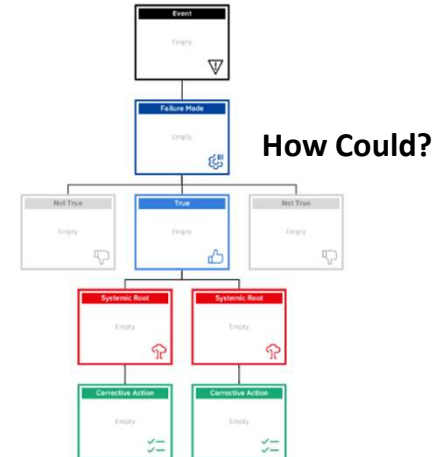 Event
Empty
Failure Mode
Empty
How Could?
Not True
True
Not True
Empty
Empty
Empty
Systemic Root
Systemic Root
Empty
Empty
Corrective Action
Corrective Action
Empty
Empty